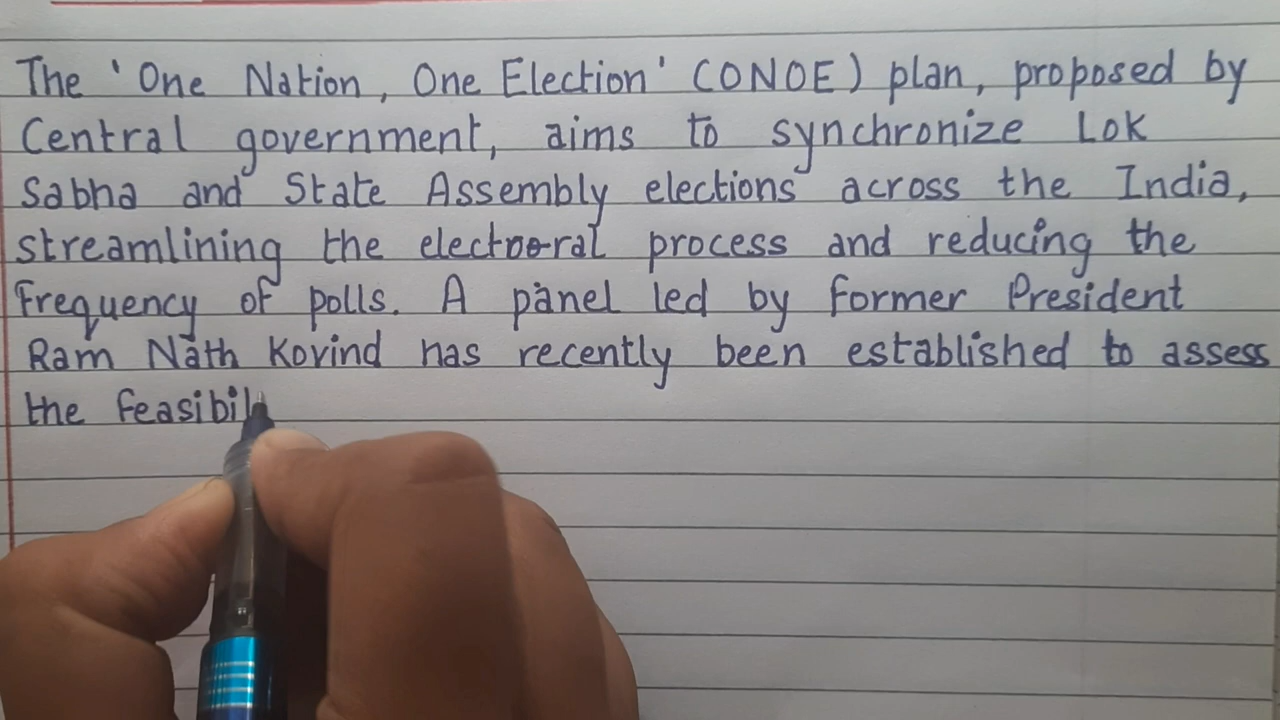 The 'One Nation, One Election' (ONOE) plan, proposed by
Central government, aims to synchronize Lok
Sabha and State Assembly elections across the India,
streamlining the electooral process and reducing the
frequency of polls. A panel led by former President
Ram Nath Kovind has recently been established to assess
the feasibil